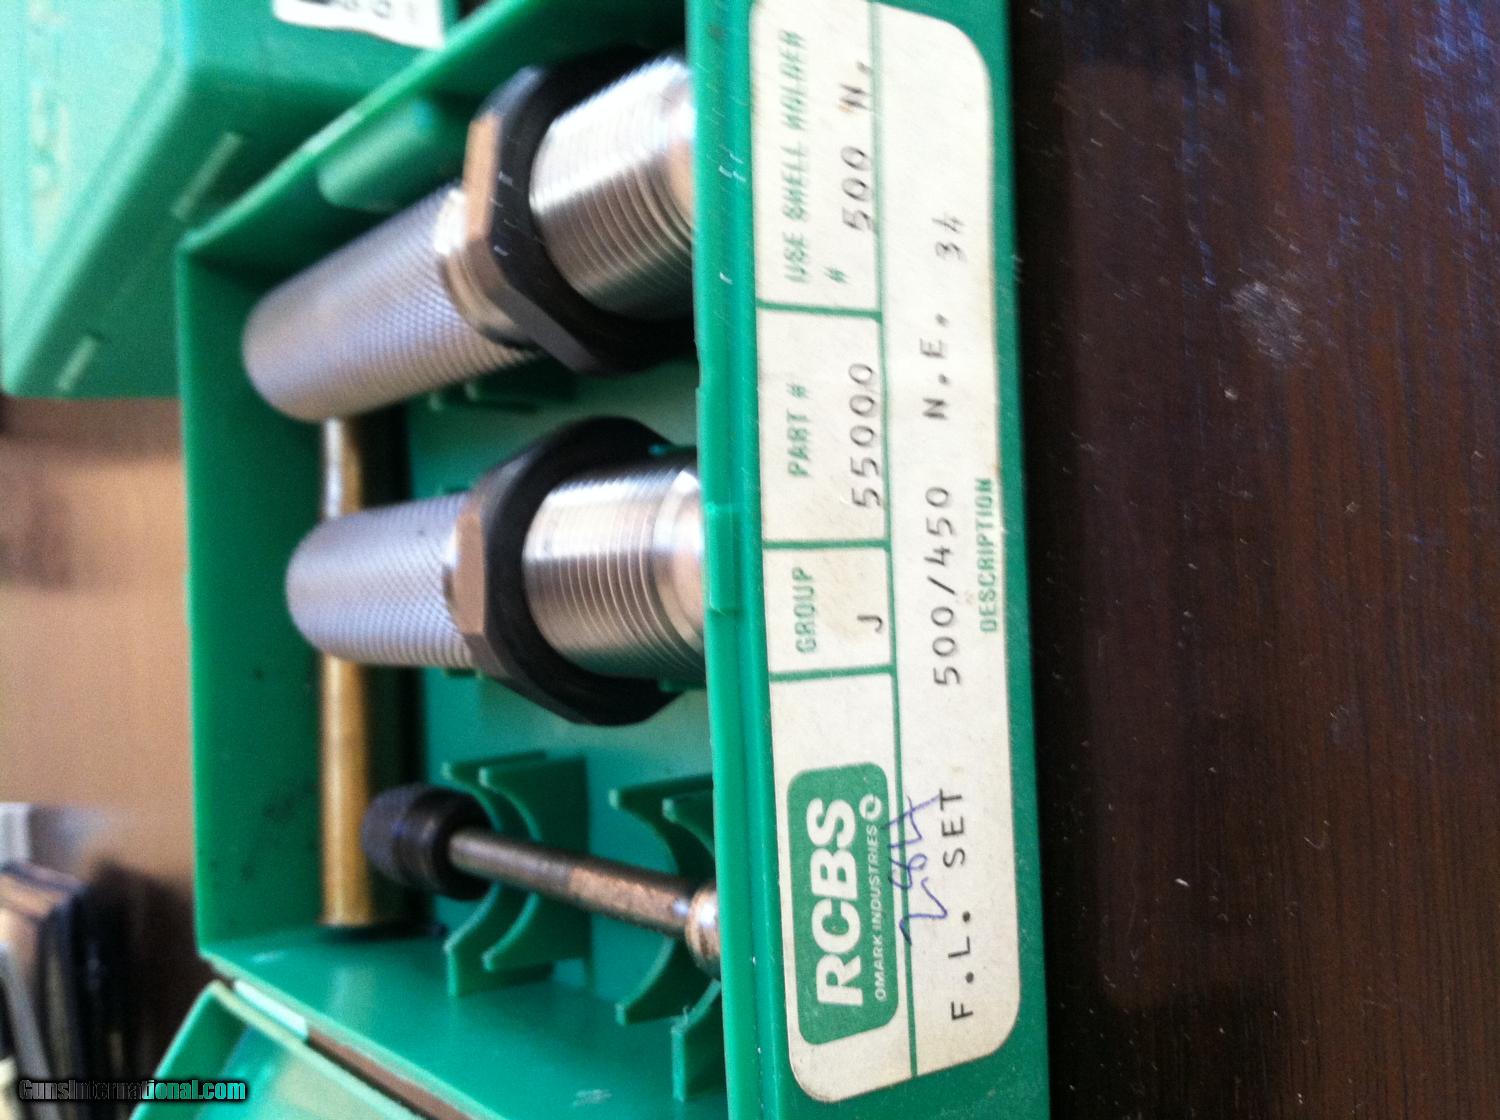 RCBS
OMARK INDUSTRIES
GROUP
J
PART #
55000
USE SHELL HOLDER
# 500 N.
F.L. SET 500/450 N.E. 34
DESCRIPTION
GunsInternational.com